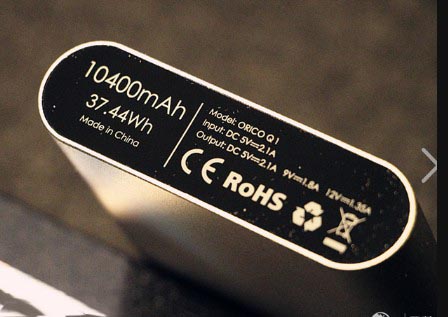 10400mAh
37.44Wh
Made in China
Model: ORICO Q1
Input: DC 5V⎓2.1A
Output: DC 5V⎓2.1A 9V⎓1.8A 12V⎓1.35A
CE RoHS